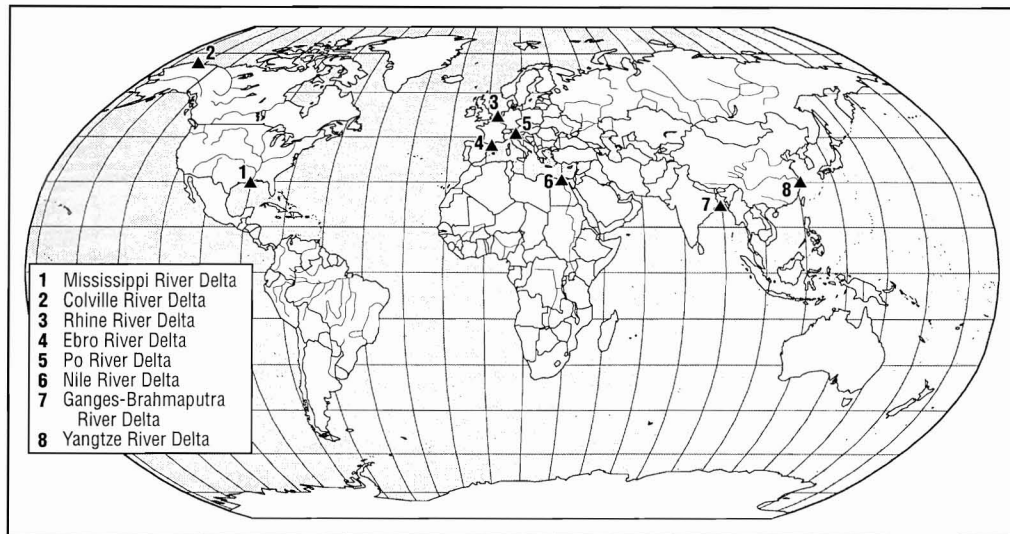 2
3
5
4
1
6
7
8
1 Mississippi River Delta
2 Colville River Delta
3 Rhine River Delta
4 Ebro River Delta
5 Po River Delta
6 Nile River Delta
7 Ganges-Brahmaputra
River Delta
8 Yangtze River Delta